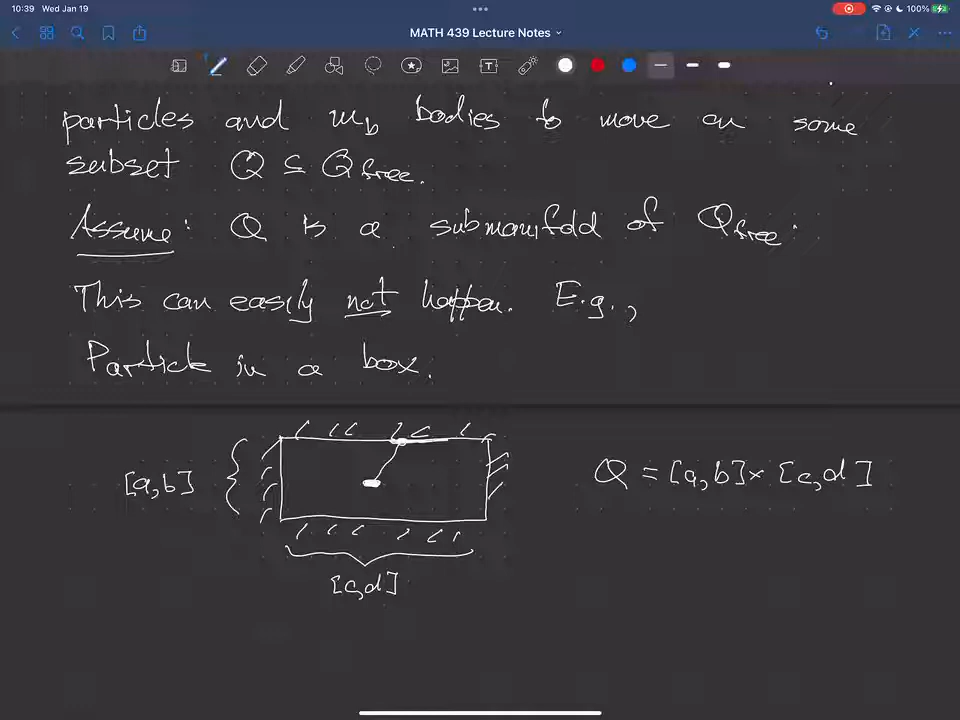 10:39 Wed Jan 19
100%
MATH 439 Lecture Notes
particles and m_b bodies to move on some
subset Q ⊆ Q_free.
Assume: Q is a submanifold of Q_free.
This can easily not happen. E.g.,
Particle in a box.
[a,b]
Q = [a,b] × [c,d]
[c,d]